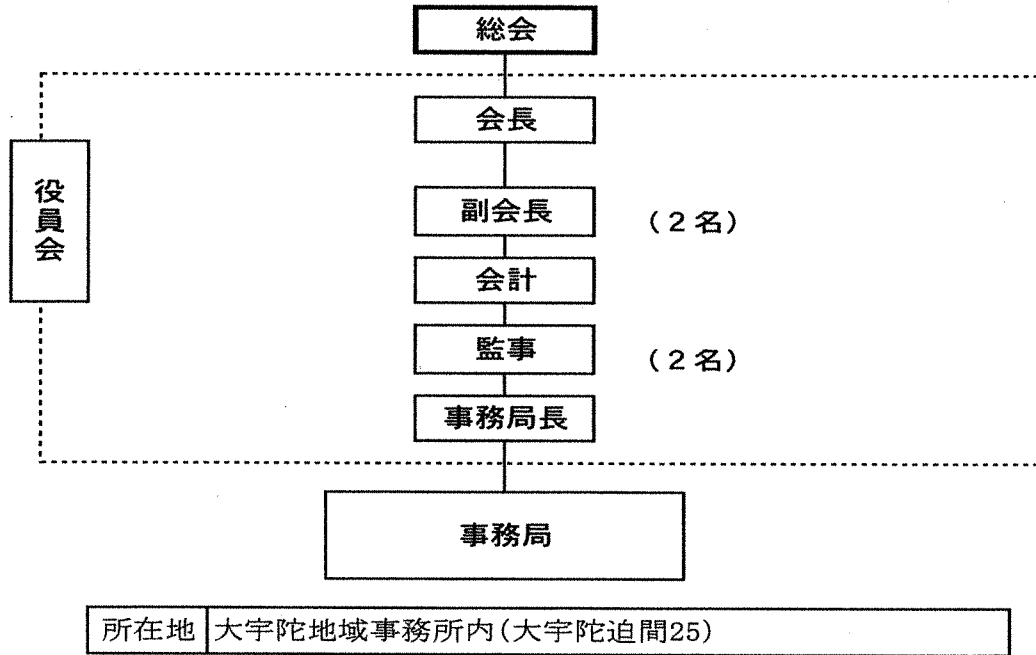 総会
会長
役員会
副会長 (2名)
会計
監事 (2名)
事務局長
事務局
所在地 大宇陀地域事務所内(大宇陀迫間25)